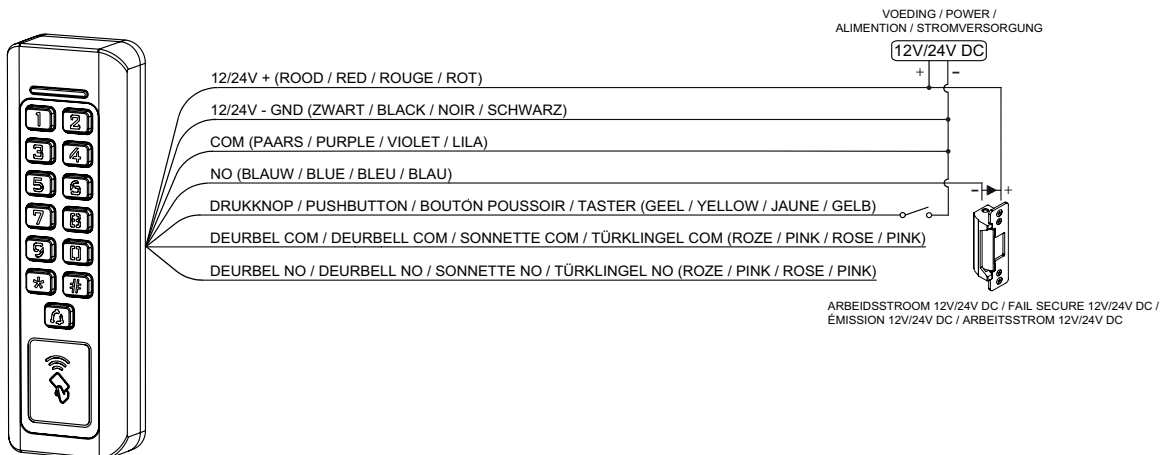 VOEDING / POWER /
ALIMENTION / STROMVERSORGUNG
12V/24V DC
+ –
12/24V + (ROOD / RED / ROUGE / ROT)
12/24V - GND (ZWART / BLACK / NOIR / SCHWARZ)
COM (PAARS / PURPLE / VIOLET / LILA)
NO (BLAUW / BLUE / BLEU / BLAU)
- +
DRUKKNOP / PUSHBUTTON / BOUTÓN POUSSOIR / TASTER (GEEL / YELLOW / JAUNE / GELB)
DEURBEL COM / DEURBELL COM / SONNETTE COM / TÜRKLINGEL COM (ROZE / PINK / ROSE / PINK)
DEURBEL NO / DEURBELL NO / SONNETTE NO / TÜRKLINGEL NO (ROZE / PINK / ROSE / PINK)
ARBEIDSSTROOM 12V/24V DC / FAIL SECURE 12V/24V DC /
ÉMISSION 12V/24V DC / ARBEITSSTROM 12V/24V DC
1 2
3 4
5 6
7 8
9 0
* #